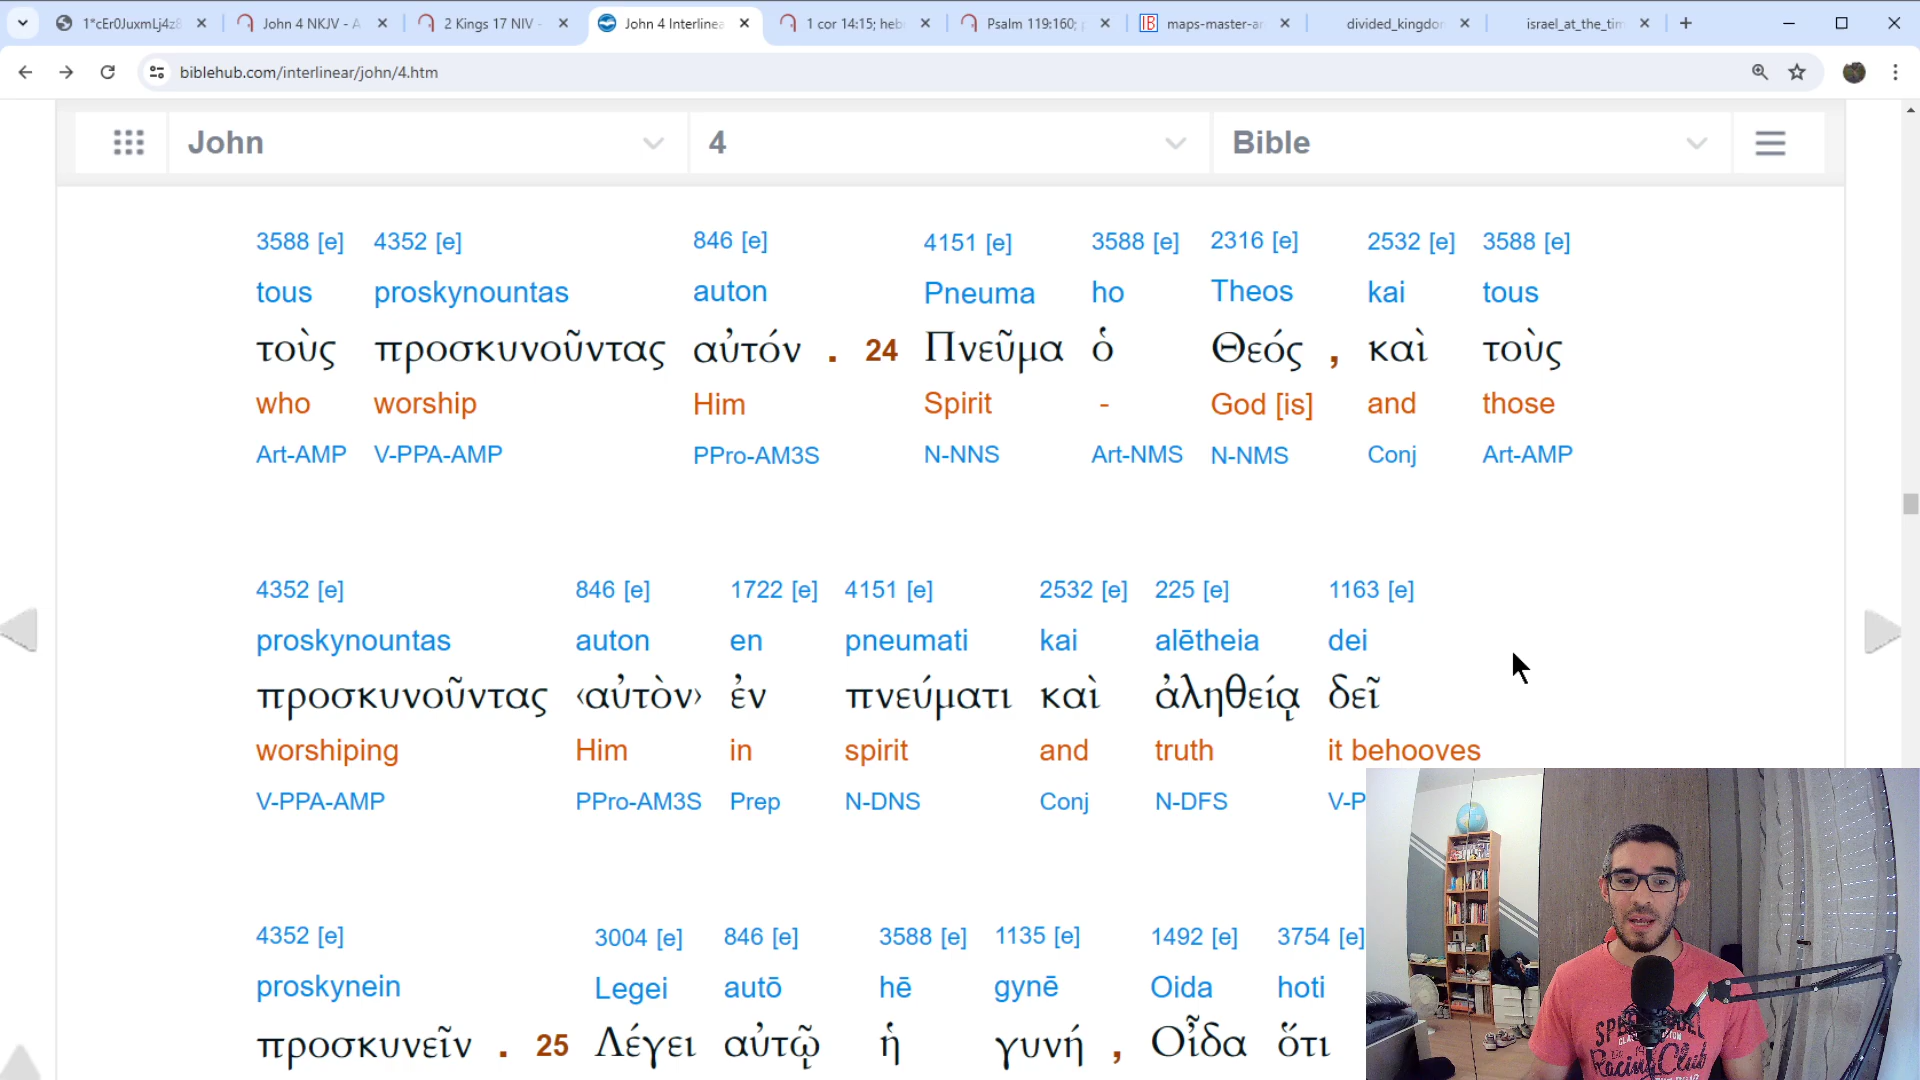 1*cEr0JuxmLj4z8
John 4 NKJV - A
2 Kings 17 NIV -
John 4 Interlinea
1 cor 14:15; heb
Psalm 119:160; p
maps-master-ar
divided_kingdo
israel_at_the_tim
biblehub.com/interlinear/john/4.htm
John 4 Bible
3588 [e] 4352 [e] 846 [e] 4151 [e] 3588 [e] 2316 [e] 2532 [e] 3588 [e]
tous proskynountas auton Pneuma ho Theos kai tous
τοὺς προσκυνοῦντας αὐτόν . 24 Πνεῦμα ὁ Θεός , καὶ τοὺς
who worship Him Spirit - God [is] and those
Art-AMP V-PPA-AMP PPro-AM3S N-NNS Art-NMS N-NMS Conj Art-AMP
4352 [e] 846 [e] 1722 [e] 4151 [e] 2532 [e] 225 [e] 1163 [e]
proskynountas auton en pneumati kai alētheia dei
προσκυνοῦντας ‹αὐτὸν› ἐν πνεύματι καὶ ἀληθείᾳ δεῖ
worshiping Him in spirit and truth it behooves
V-PPA-AMP PPro-AM3S Prep N-DNS Conj N-DFS V-P
4352 [e] 3004 [e] 846 [e] 3588 [e] 1135 [e] 1492 [e] 3754 [e]
proskynein Legei autō hē gynē Oida hoti
προσκυνεῖν . 25 Λέγει αὐτῷ ἡ γυνή , Οἶδα ὅτι
Racing Club